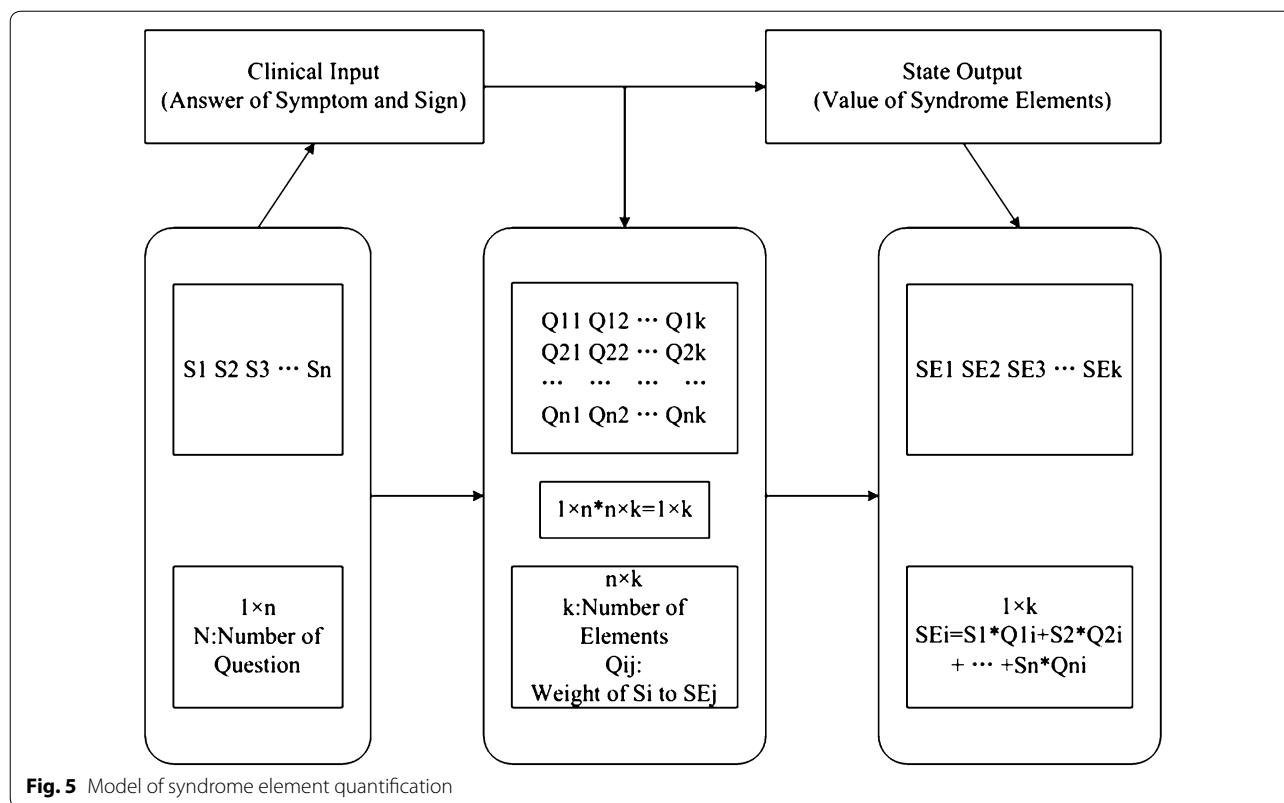 Clinical Input
(Answer of Symptom and Sign)
State Output
(Value of Syndrome Elements)
S1 S2 S3 ··· Sn
1×n
N:Number of
Question
Q11 Q12 ··· Q1k
Q21 Q22 ··· Q2k
··· ··· ··· ···
Qn1 Qn2 ··· Qnk
1×n*n×k=1×k
n×k
k:Number of
Elements
Qij:
Weight of Si to SEj
SE1 SE2 SE3 ··· SEk
1×k
SEi=S1*Q1i+S2*Q2i
+ ··· +Sn*Qni
Fig. 5 Model of syndrome element quantification